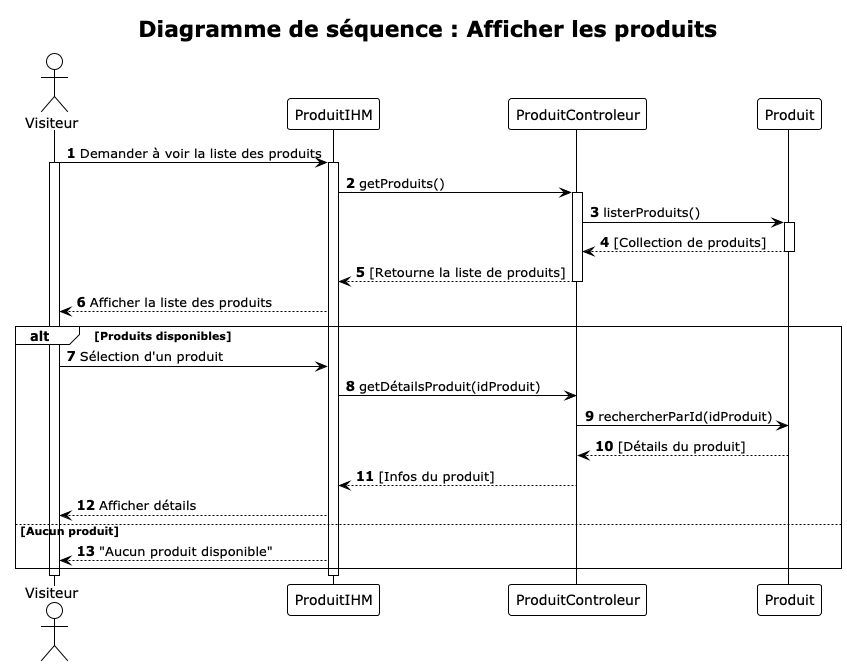 Diagramme de séquence : Afficher les produits
Visiteur
ProduitIHM
ProduitControleur
Produit
1 Demander à voir la liste des produits
2 getProduits()
3 listerProduits()
4 [Collection de produits]
5 [Retourne la liste de produits]
6 Afficher la liste des produits
alt [Produits disponibles]
7 Sélection d'un produit
8 getDétailsProduit(idProduit)
9 rechercherParId(idProduit)
10 [Détails du produit]
11 [Infos du produit]
12 Afficher détails
[Aucun produit]
13 "Aucun produit disponible"
Visiteur
ProduitIHM
ProduitControleur
Produit